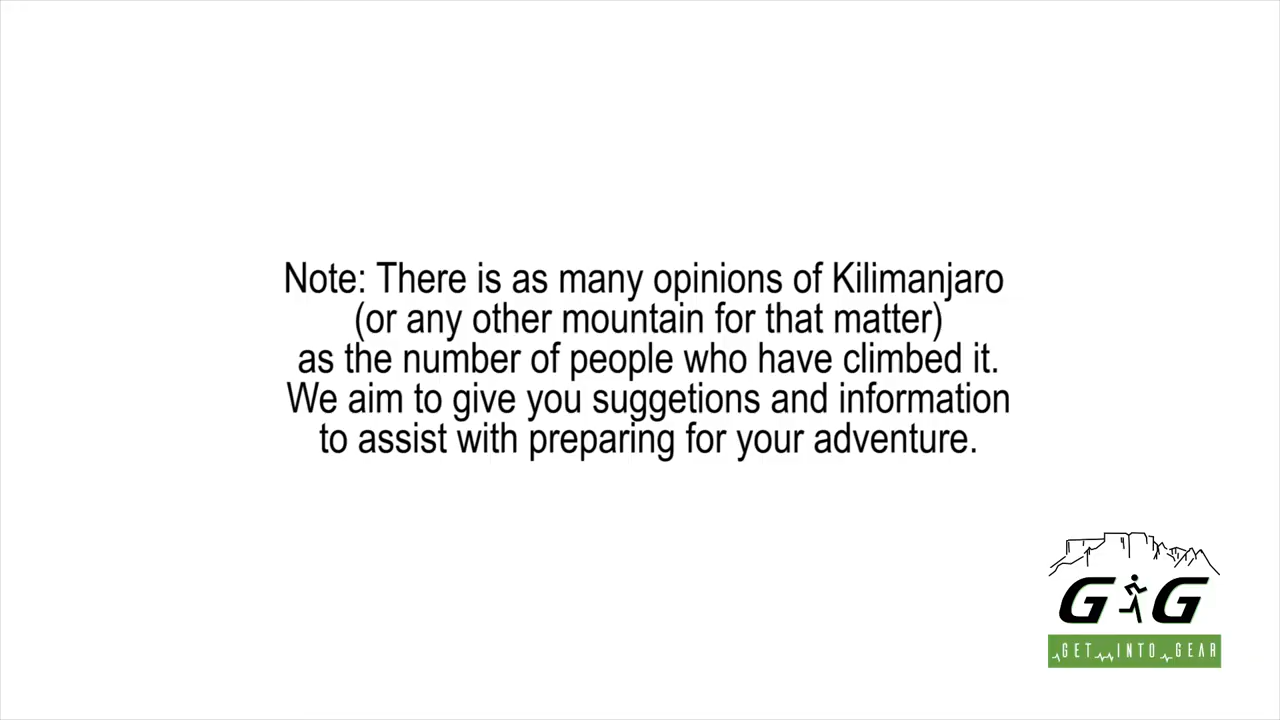 Note: There is as many opinions of Kilimanjaro
(or any other mountain for that matter)
as the number of people who have climbed it.
We aim to give you suggetions and information
to assist with preparing for your adventure.
G G
GET INTO GEAR